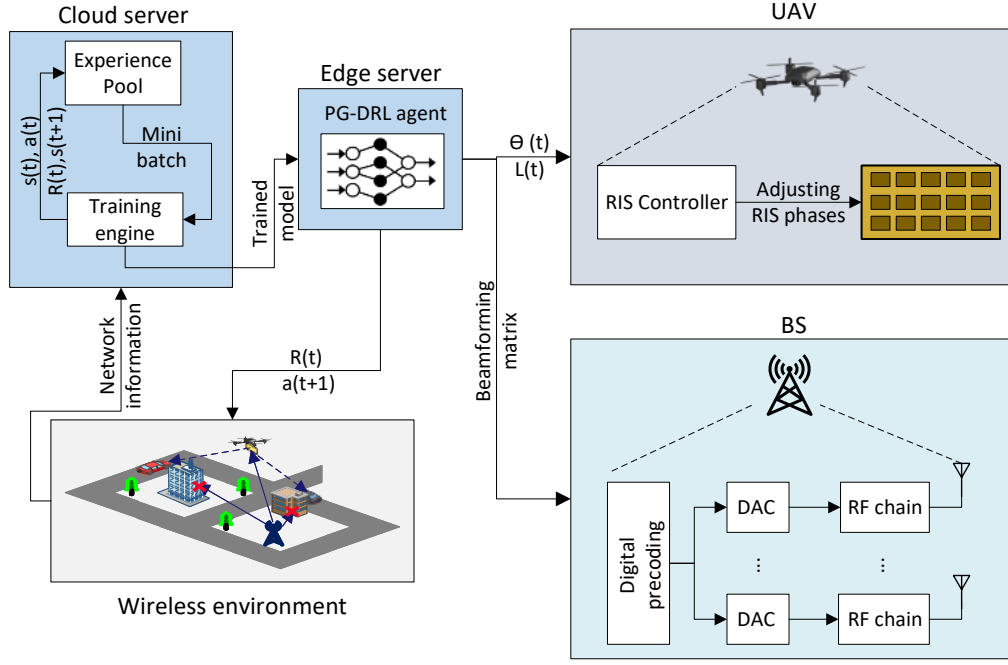 Cloud server
Experience
Pool
s(t), a(t)
R(t),s(t+1)
Mini
batch
Training
engine
Trained
model
Edge server
PG-DRL agent
UAV
Θ (t)
L(t)
RIS Controller
Adjusting
RIS phases
Network
information
R(t)
a(t+1)
Beamforming
matrix
Wireless environment
BS
Digital
precoding
DAC
RF chain
...
...
DAC
RF chain